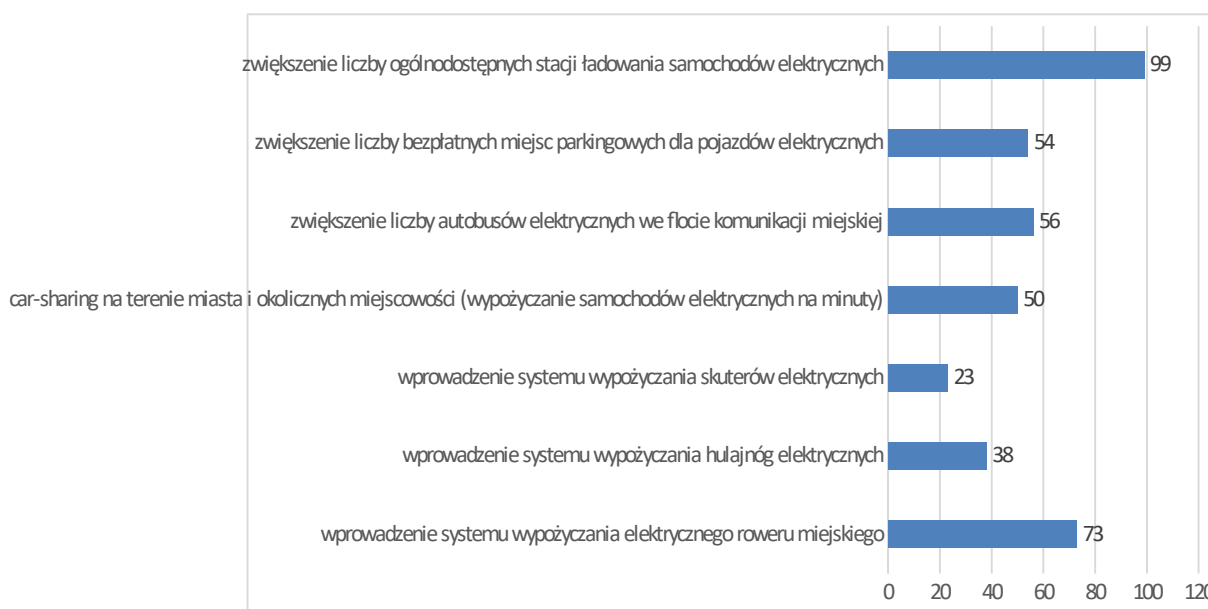 zwiększenie liczby ogólnodostępnych stacji ładowania samochodów elektrycznych 99
zwiększenie liczby bezpłatnych miejsc parkingowych dla pojazdów elektrycznych 54
zwiększenie liczby autobusów elektrycznych we flocie komunikacji miejskiej 56
car-sharing na terenie miasta i okolicznych miejscowości (wypożyczanie samochodów elektrycznych na minuty) 50
wprowadzenie systemu wypożyczania skuterów elektrycznych 23
wprowadzenie systemu wypożyczania hulajnóg elektrycznych 38
wprowadzenie systemu wypożyczania elektrycznego roweru miejskiego 73
0 20 40 60 80 100 120